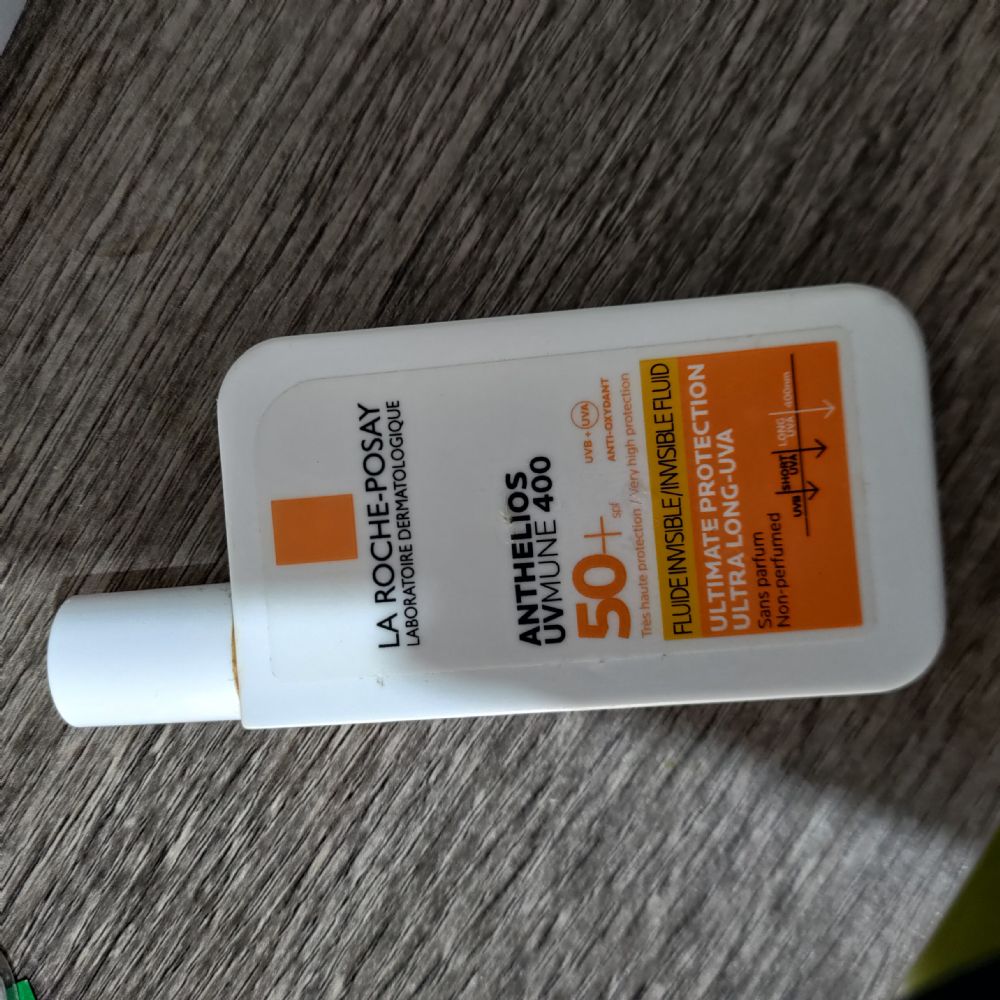 LA ROCHE-POSAY
LABORATOIRE DERMATOLOGIQUE
ANTHELIOS
UVMUNE 400
50+ spf
UVB + UVA
ANTI-OXYDANT
Très haute protection / Very high protection
FLUIDE INVISIBLE/INVISIBLE FLUID
ULTIMATE PROTECTION
ULTRA LONG-UVA
Sans parfum
Non-perfumed
UVB
SHORT UVA
LONG UVA
400nm